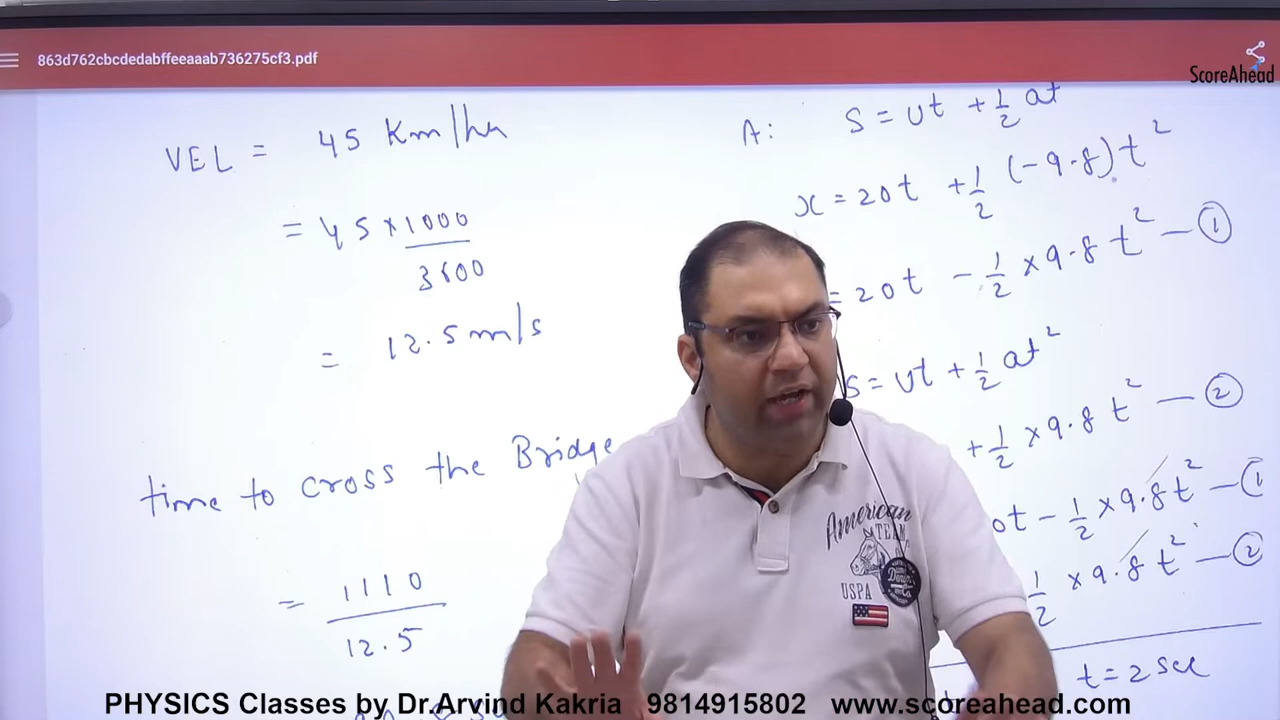 863d762cbcdedabffeeaaab736275cf3.pdf
ScoreAhead
VEL = 45 Km/hr
= 45 × 1000
3600
= 12.5 m/s
time to cross the Bridge
= 1110
12.5
A: S = ut + 1/2 at
x = 20t + 1/2 (-9.8) t²
= 20t - 1/2 × 9.8 t² — ①
S = ut + 1/2 at²
+ 1/2 × 9.8 t² — ②
0t - 1/2 × 9.8 t² — ①
1/2 × 9.8 t² — ②
t = 2 sec
American
TEAM
USPA
Denim
PHYSICS Classes by Dr.Arvind Kakria 9814915802 www.scoreahead.com